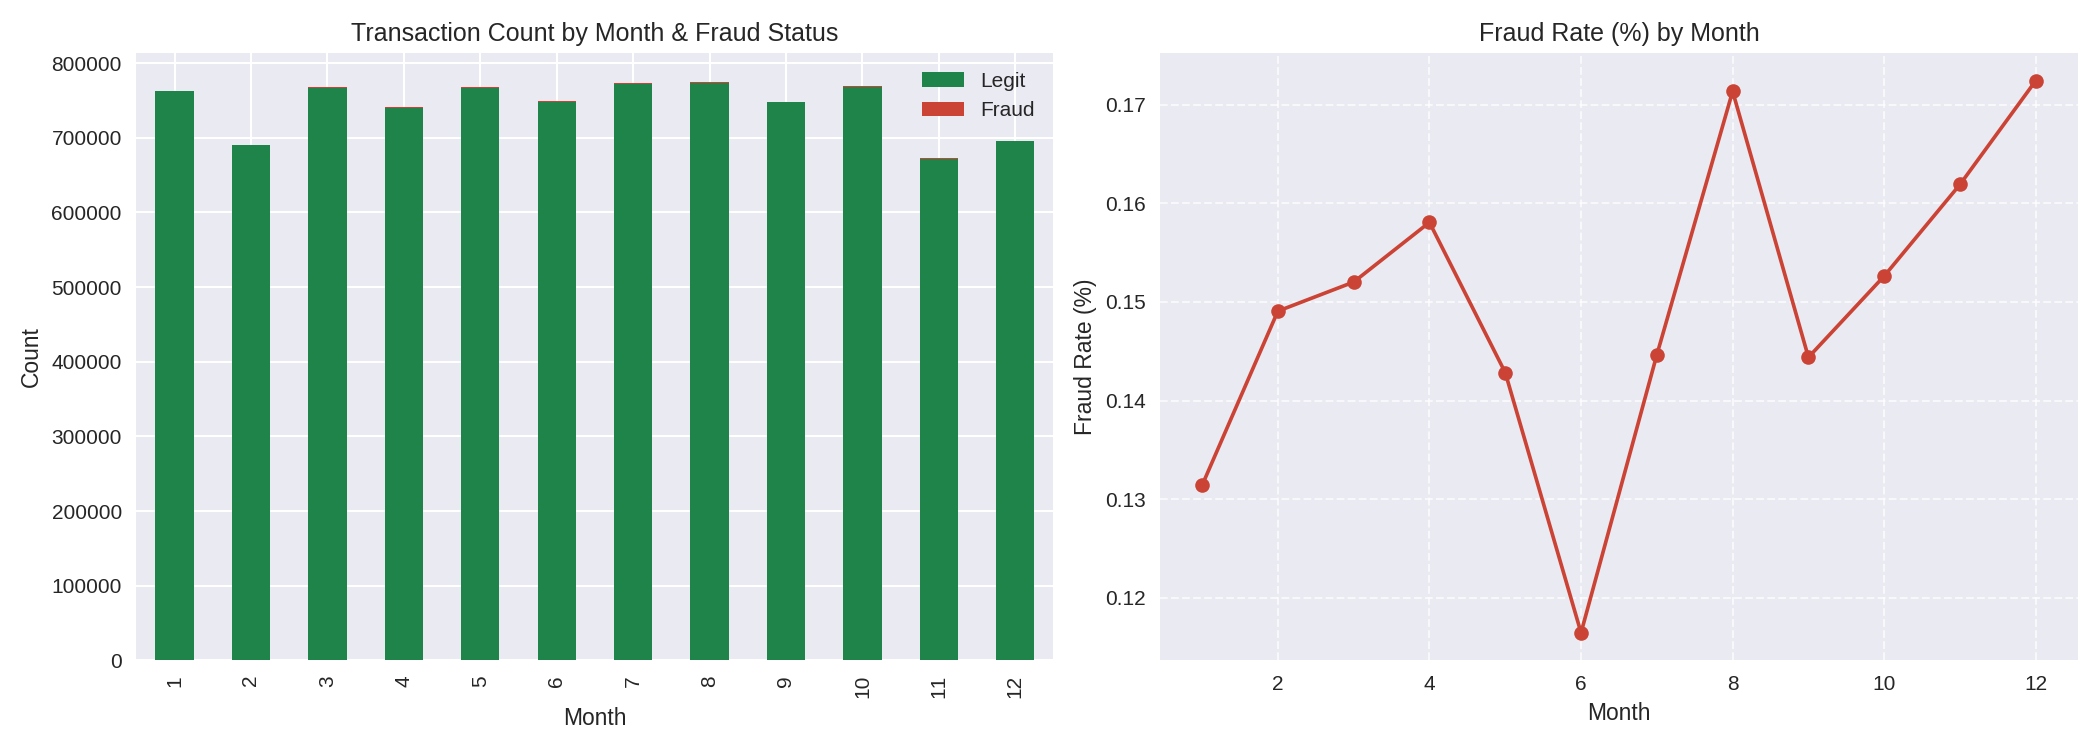 Transaction Count by Month & Fraud Status
800000
700000
600000
500000
400000
300000
200000
100000
0
Count
Legit
Fraud
1 2 3 4 5 6 7 8 9 10 11 12
Month
Fraud Rate (%) by Month
0.17
0.16
0.15
0.14
0.13
0.12
Fraud Rate (%)
2 4 6 8 10 12
Month